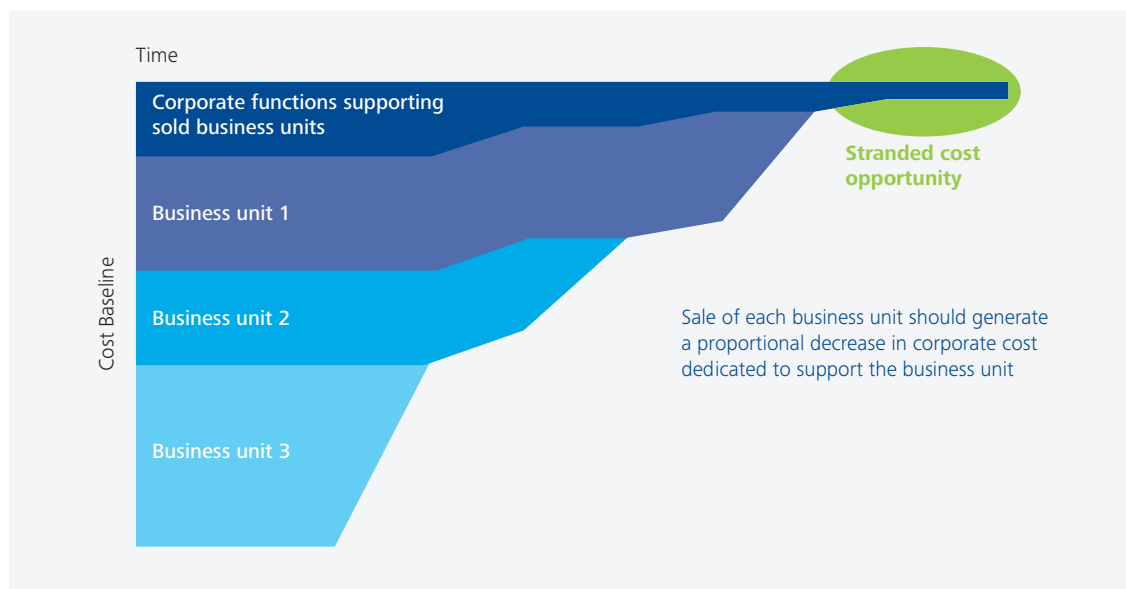 Time
Corporate functions supporting
sold business units
Stranded cost
opportunity
Business unit 1
Cost Baseline
Business unit 2
Sale of each business unit should generate
a proportional decrease in corporate cost
dedicated to support the business unit
Business unit 3